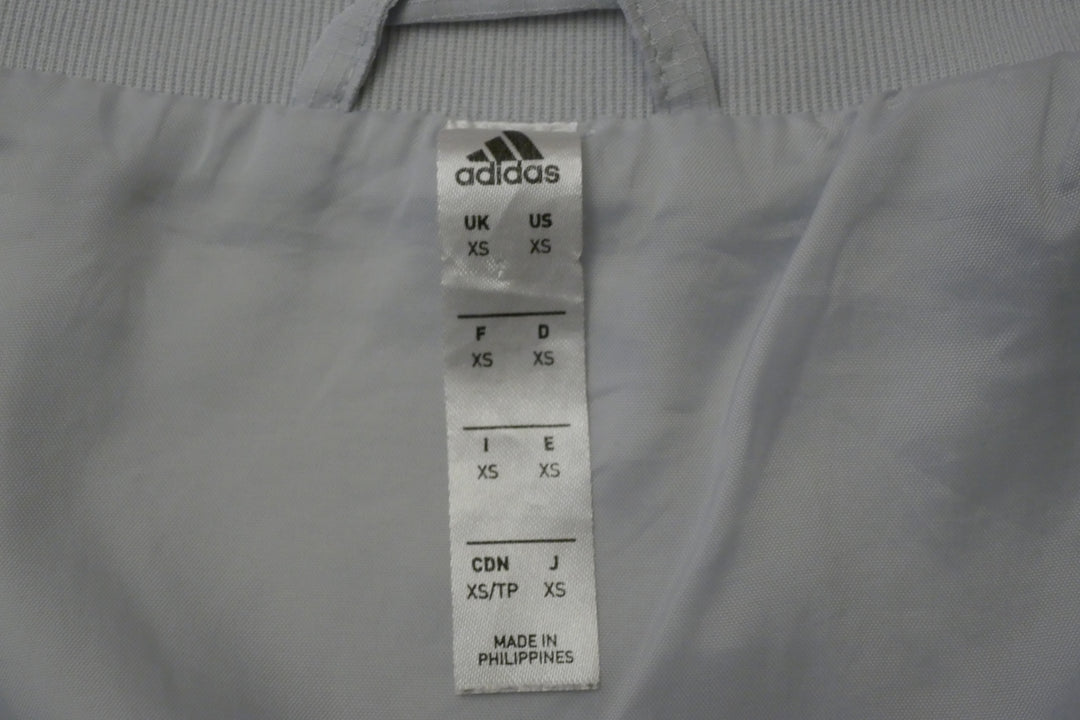 adidas
UK US
XS XS
F D
XS XS
I E
XS XS
CDN J
XS/TP XS
MADE IN
PHILIPPINES